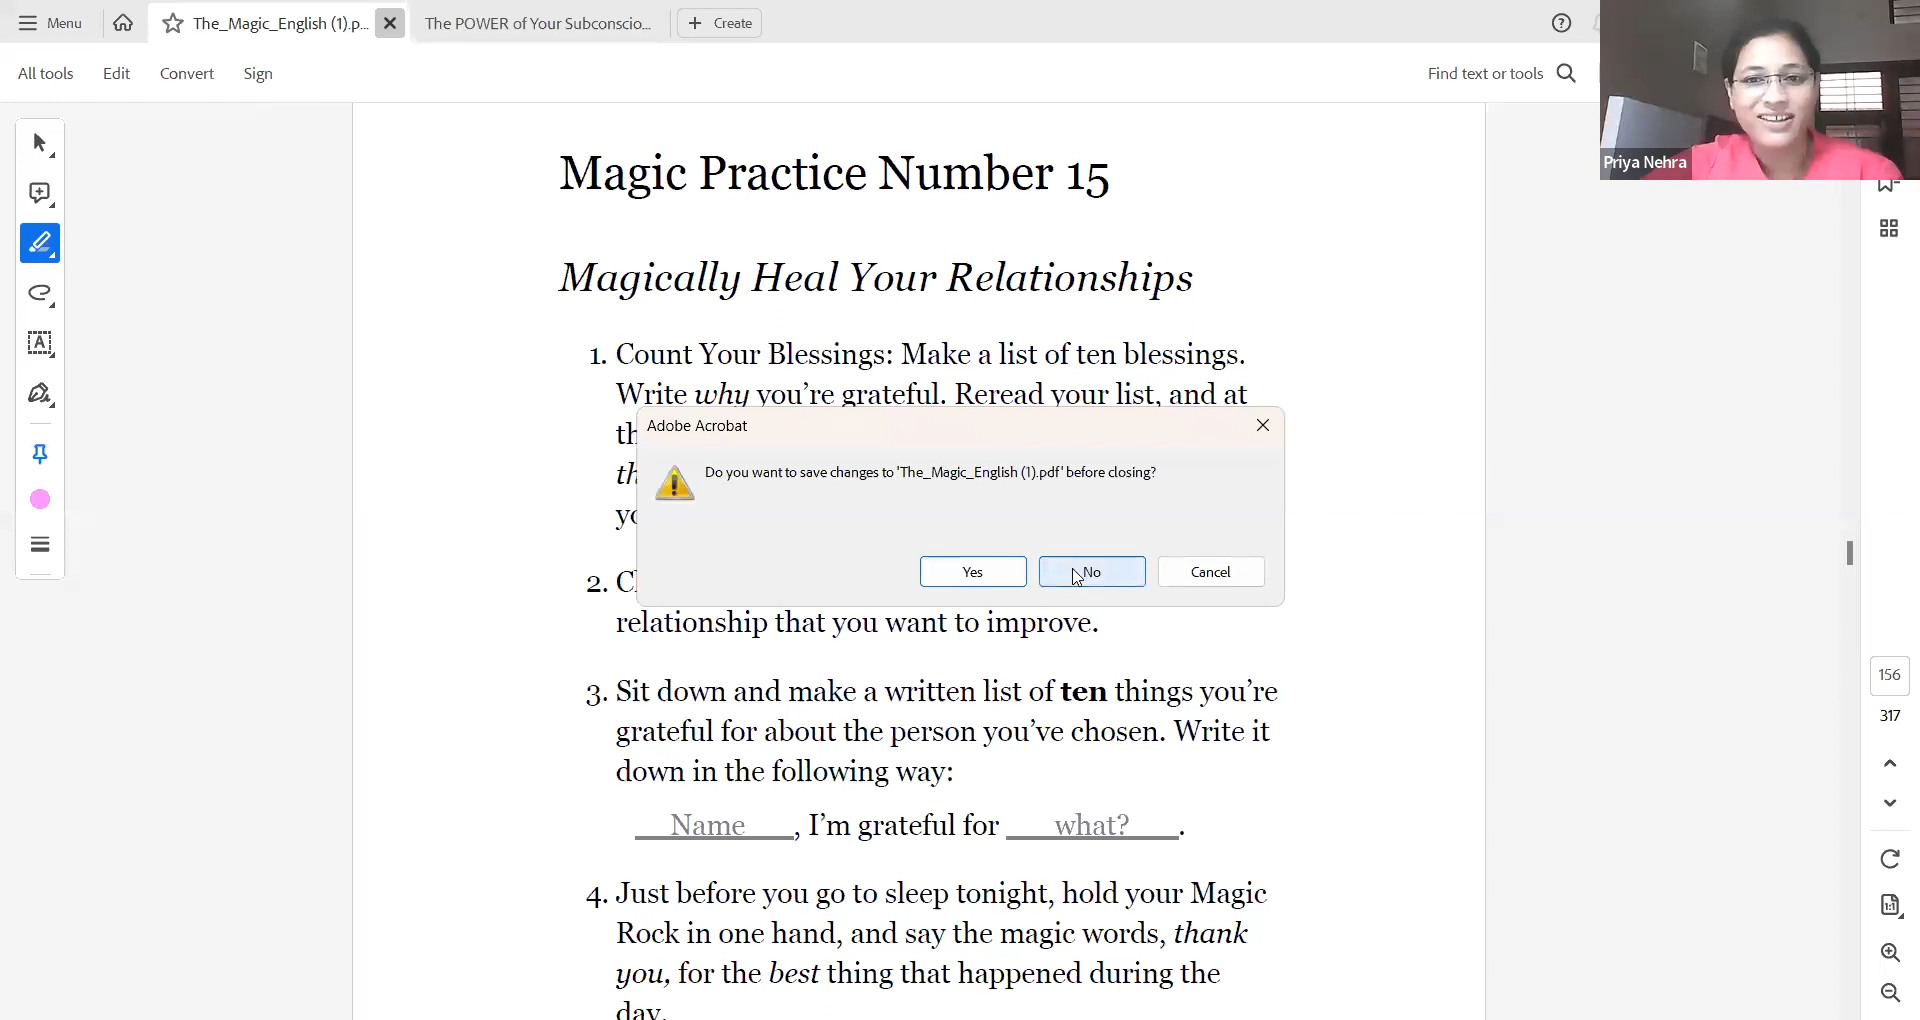 Menu
The_Magic_English (1).p...
The POWER of Your Subconscio...
+ Create
All tools
Edit
Convert
Sign
Find text or tools
Priya Nehra
Magic Practice Number 15
Magically Heal Your Relationships
1. Count Your Blessings: Make a list of ten blessings.
Write why you're grateful. Reread your list, and at
Adobe Acrobat
Do you want to save changes to 'The_Magic_English (1).pdf' before closing?
Yes
No
Cancel
2.
relationship that you want to improve.
3. Sit down and make a written list of ten things you're
grateful for about the person you've chosen. Write it
down in the following way:
Name, I'm grateful for what?.
4. Just before you go to sleep tonight, hold your Magic
Rock in one hand, and say the magic words, thank
you, for the best thing that happened during the
day.
156
317